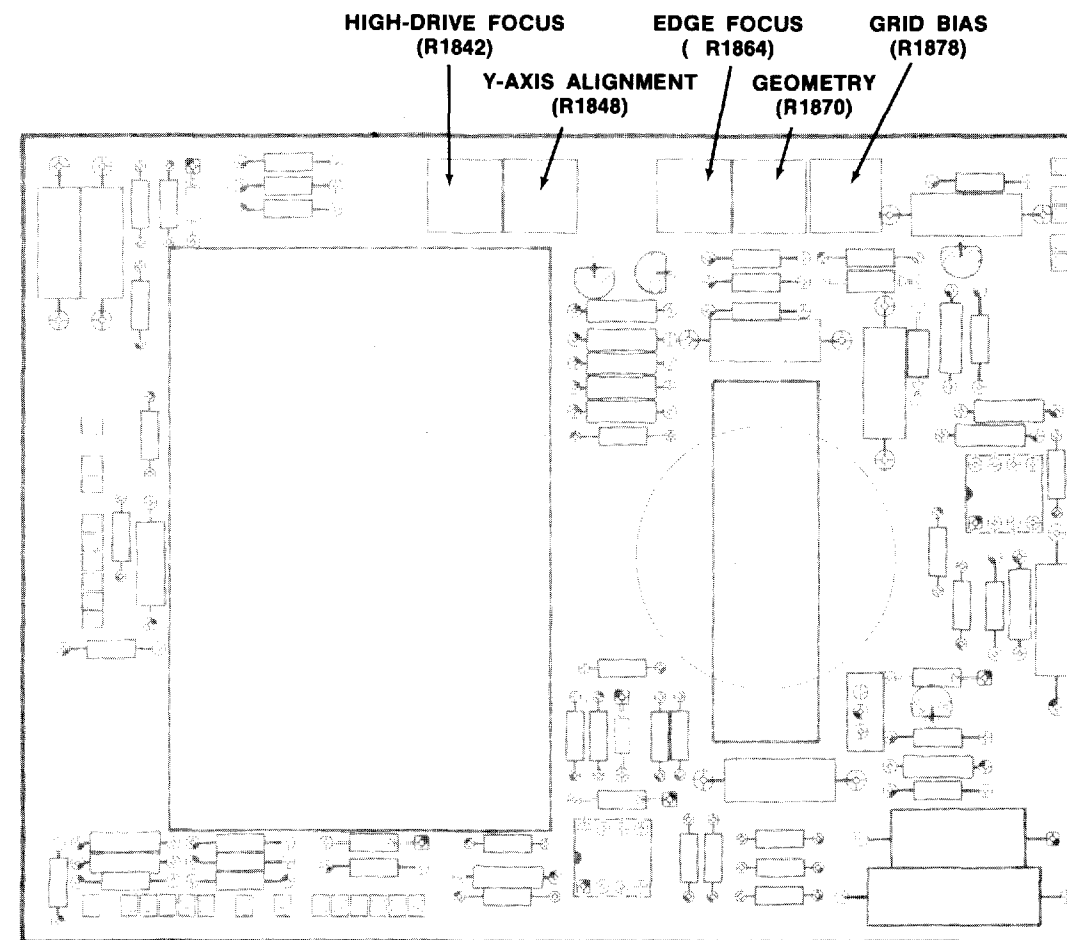 HIGH-DRIVE FOCUS
(R1842)
EDGE FOCUS
( R1864)
GRID BIAS
(R1878)
Y-AXIS ALIGNMENT
(R1848)
GEOMETRY
(R1870)